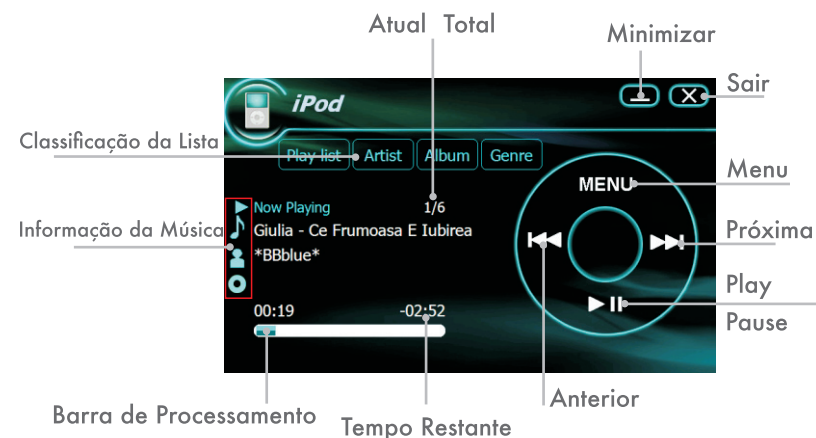 Atual Total
Minimizar
Sair
iPod
Classificação da Lista
Play list Artist Album Genre
MENU
Menu
Now Playing 1/6
Informação da Música
Giulia - Ce Frumoasa E Iubirea
Próxima
*BBblue*
Play
Pause
00:19 -02:52
Anterior
Barra de Processamento
Tempo Restante